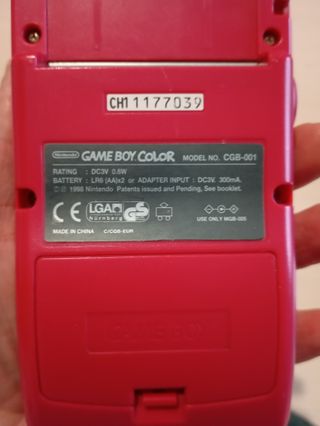 CH11177039
Nintendo GAME BOY COLOR MODEL NO. CGB-001
RATING : DC3V 0.6W
BATTERY : LR6 (AA)x2 or ADAPTER INPUT : DC3V, 300mA.
©1998 Nintendo Patents issued and Pending, See booklet.
CE LGA Nürnberg GS
USE ONLY MGB-005
MADE IN CHINA C/CGB-EUR
GAME BOY